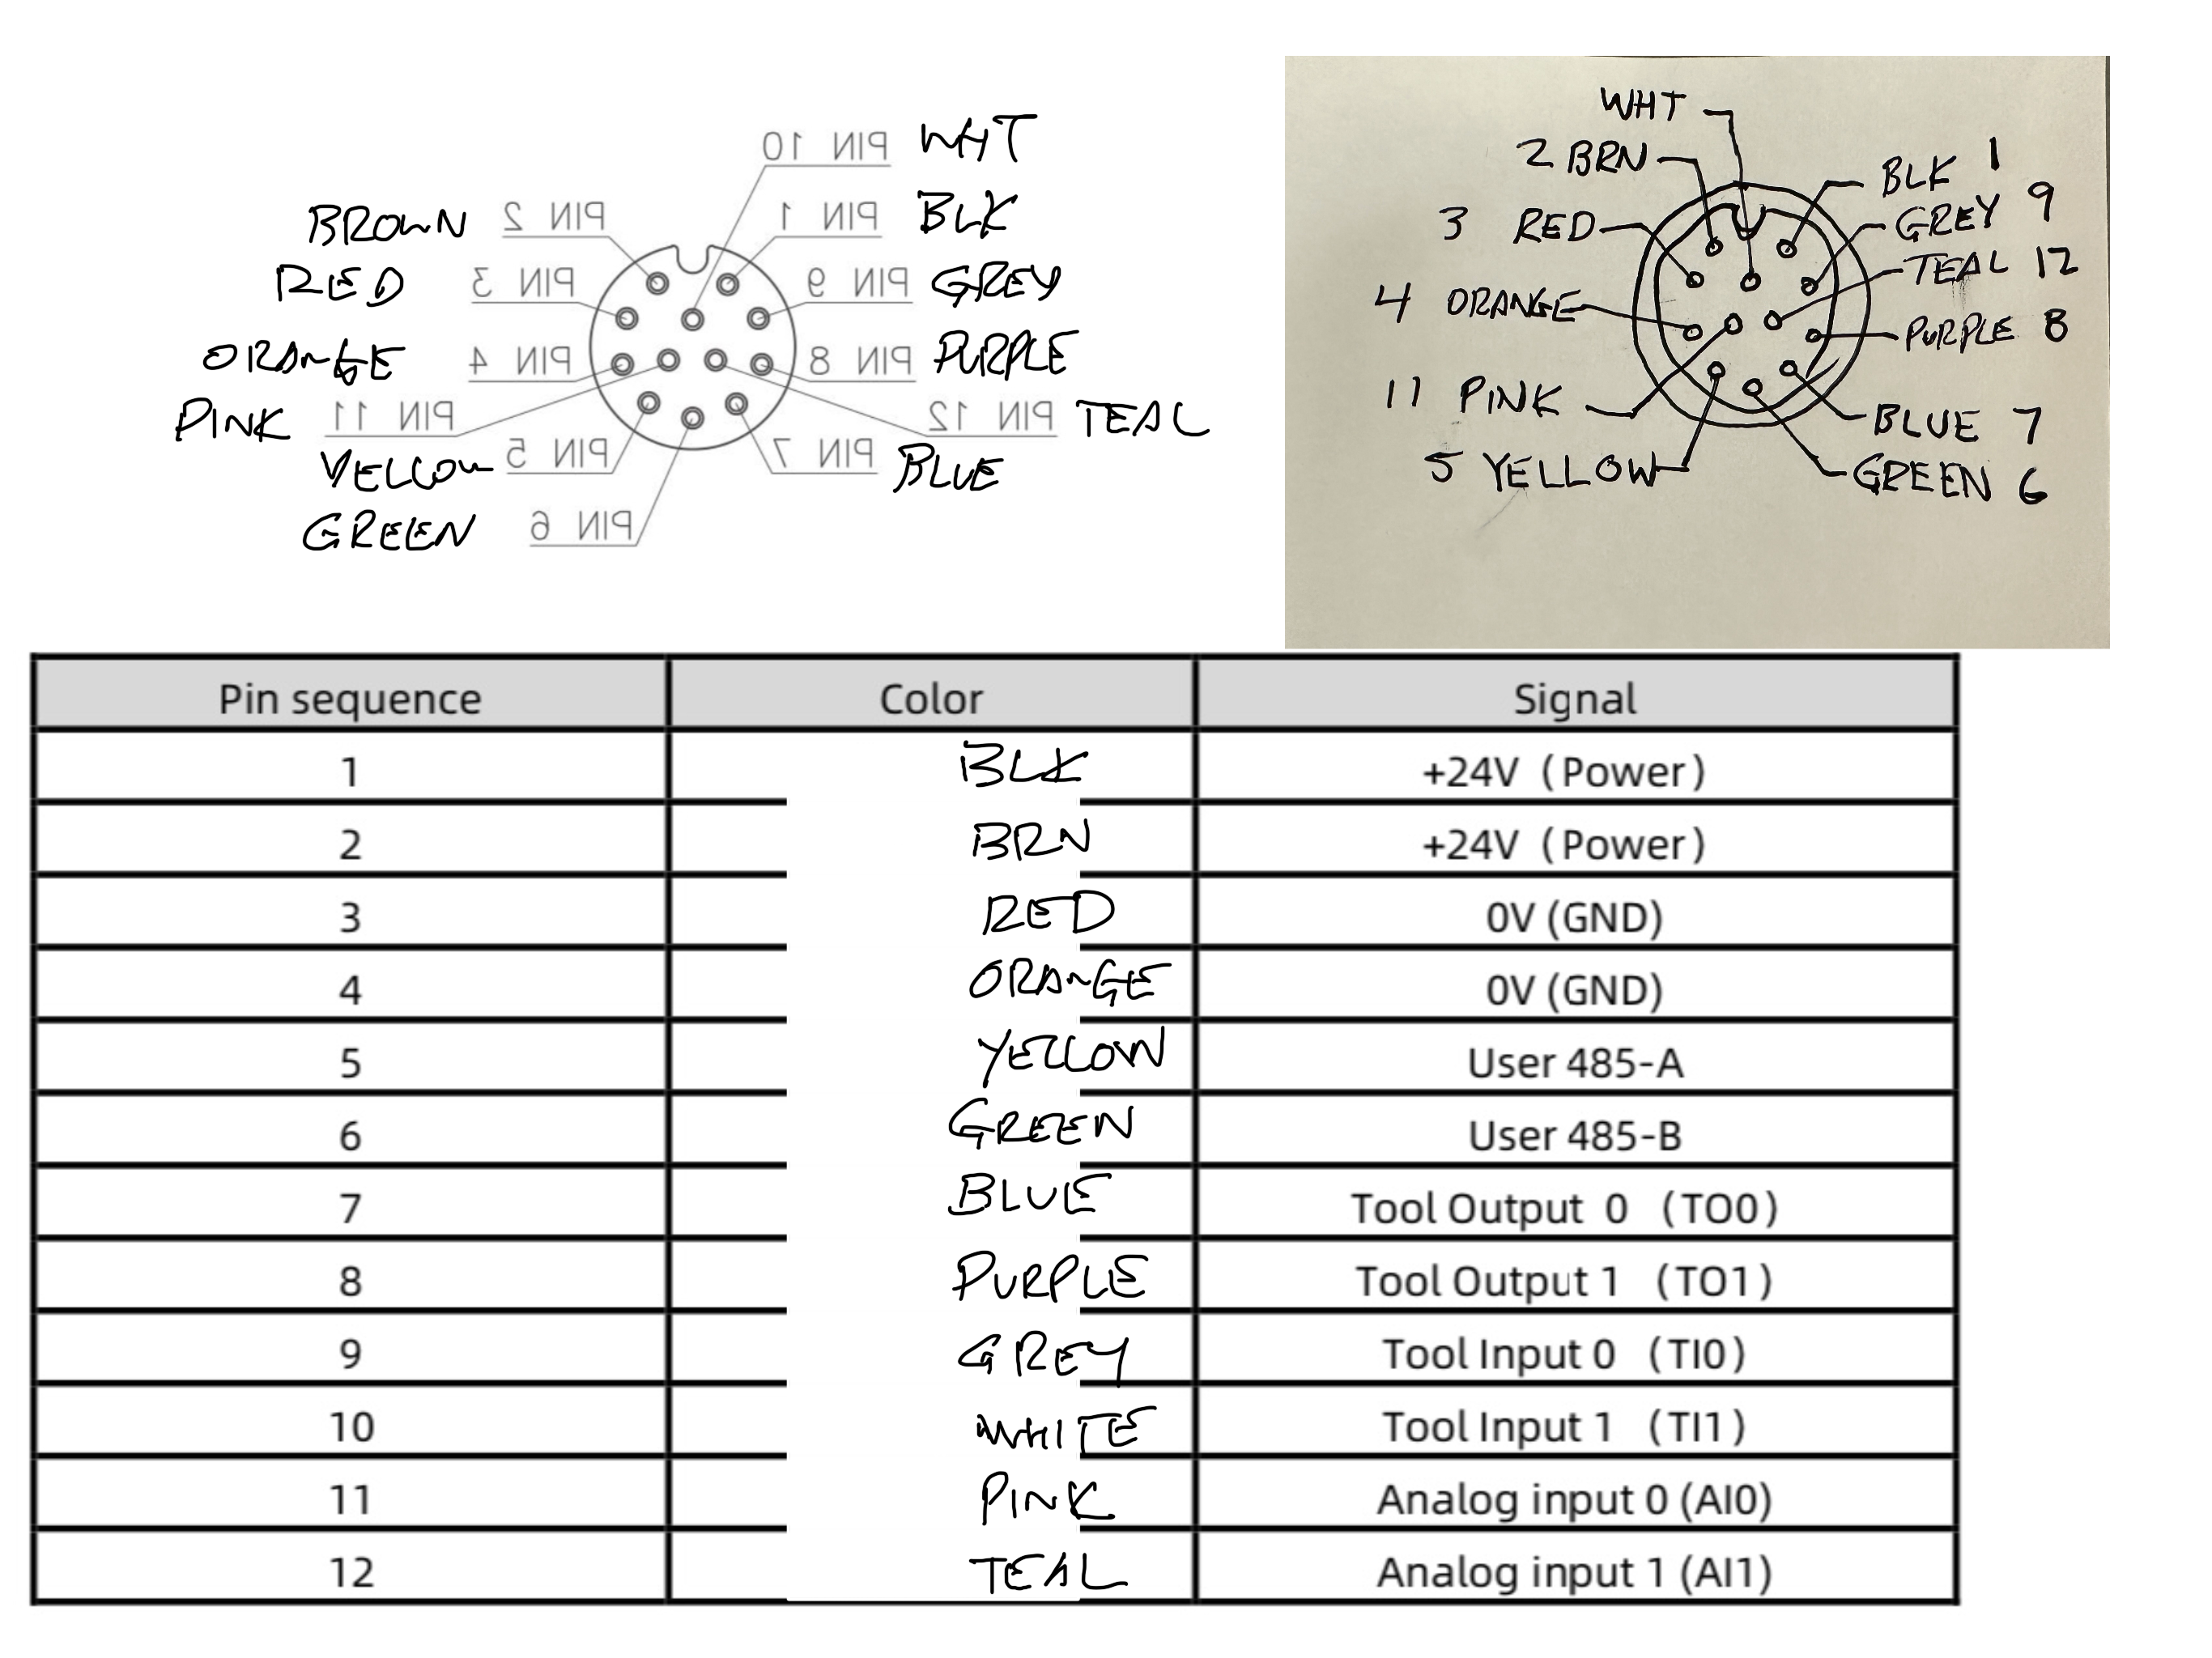 PIN 10 WHT
BROWN PIN 2 PIN 1 BLK
RED PIN 3 PIN 9 GREY
ORANGE PIN 4 PIN 8 PURPLE
PINK PIN 11 PIN 12 TEAL
YELLOW PIN 5 PIN 7 BLUE
GREEN PIN 6
WHT
2 BRN
BLK 1
3 RED
GREY 9
4 ORANGE
TEAL 12
PURPLE 8
11 PINK
BLUE 7
5 YELLOW
GREEN 6
Pin sequence Color Signal
1 BLK +24V (Power)
2 BRN +24V (Power)
3 RED 0V (GND)
4 ORANGE 0V (GND)
5 YELLOW User 485-A
6 GREEN User 485-B
7 BLUE Tool Output 0 (TO0)
8 PURPLE Tool Output 1 (TO1)
9 GREY Tool Input 0 (TI0)
10 WHITE Tool Input 1 (TI1)
11 PINK Analog input 0 (AI0)
12 TEAL Analog input 1 (AI1)